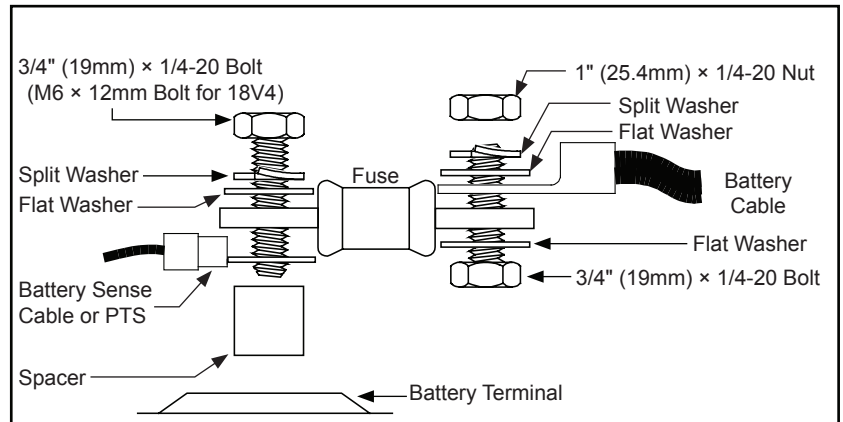 3/4" (19mm) × 1/4-20 Bolt
(M6 × 12mm Bolt for 18V4)
1" (25.4mm) × 1/4-20 Nut
Split Washer
Flat Washer
Split Washer
Flat Washer
Fuse
Battery
Cable
Flat Washer
3/4" (19mm) × 1/4-20 Bolt
Battery Sense
Cable or PTS
Spacer
Battery Terminal